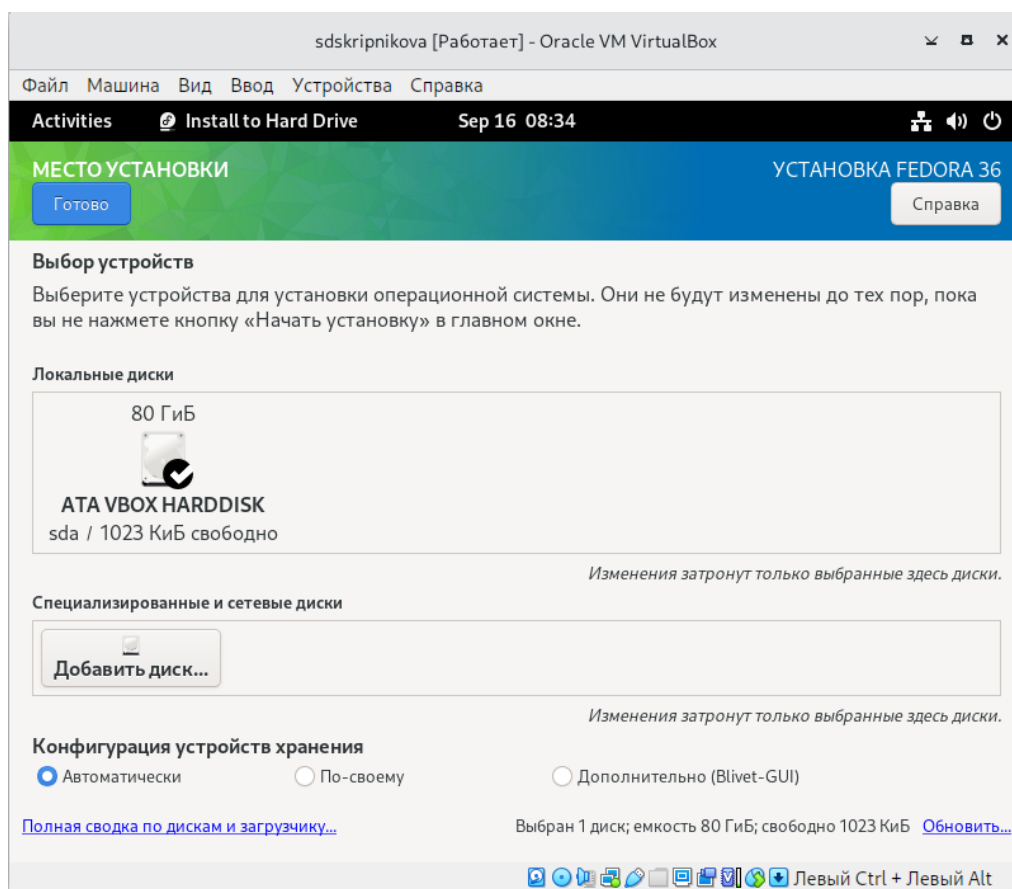 sdskripnikova [Работает] - Oracle VM VirtualBox
Файл Машина Вид Ввод Устройства Справка
Activities Install to Hard Drive Sep 16 08:34
МЕСТО УСТАНОВКИ УСТАНОВКА FEDORA 36
Готово Справка
Выбор устройств
Выберите устройства для установки операционной системы. Они не будут изменены до тех пор, пока
вы не нажмете кнопку «Начать установку» в главном окне.
Локальные диски
80 ГиБ
ATA VBOX HARDDISK
sda / 1023 КиБ свободно
Изменения затронут только выбранные здесь диски.
Специализированные и сетевые диски
Добавить диск...
Изменения затронут только выбранные здесь диски.
Конфигурация устройств хранения
Автоматически По-своему Дополнительно (Blivet-GUI)
Полная сводка по дискам и загрузчику... Выбран 1 диск; емкость 80 ГиБ; свободно 1023 КиБ Обновить...
Левый Ctrl + Левый Alt